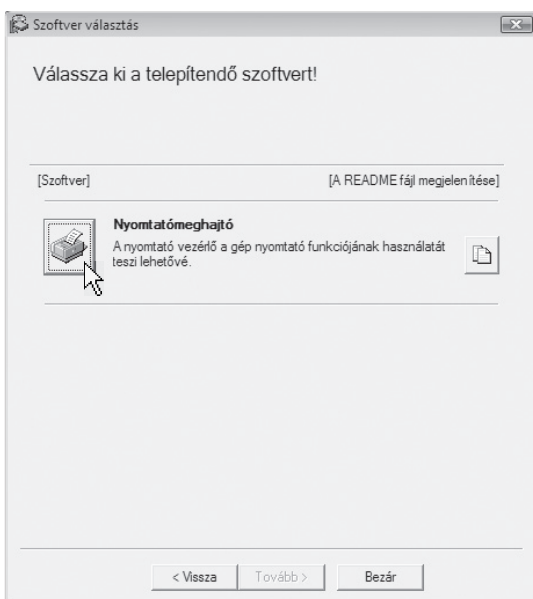 Szoftver választás
Válassza ki a telepítendő szoftvert!
[Szoftver] [A README fájl megjelenítése]
Nyomtatómeghajtó
A nyomtató vezérlő a gép nyomtató funkciójának használatát
teszi lehetővé.
< Vissza Tovább > Bezár